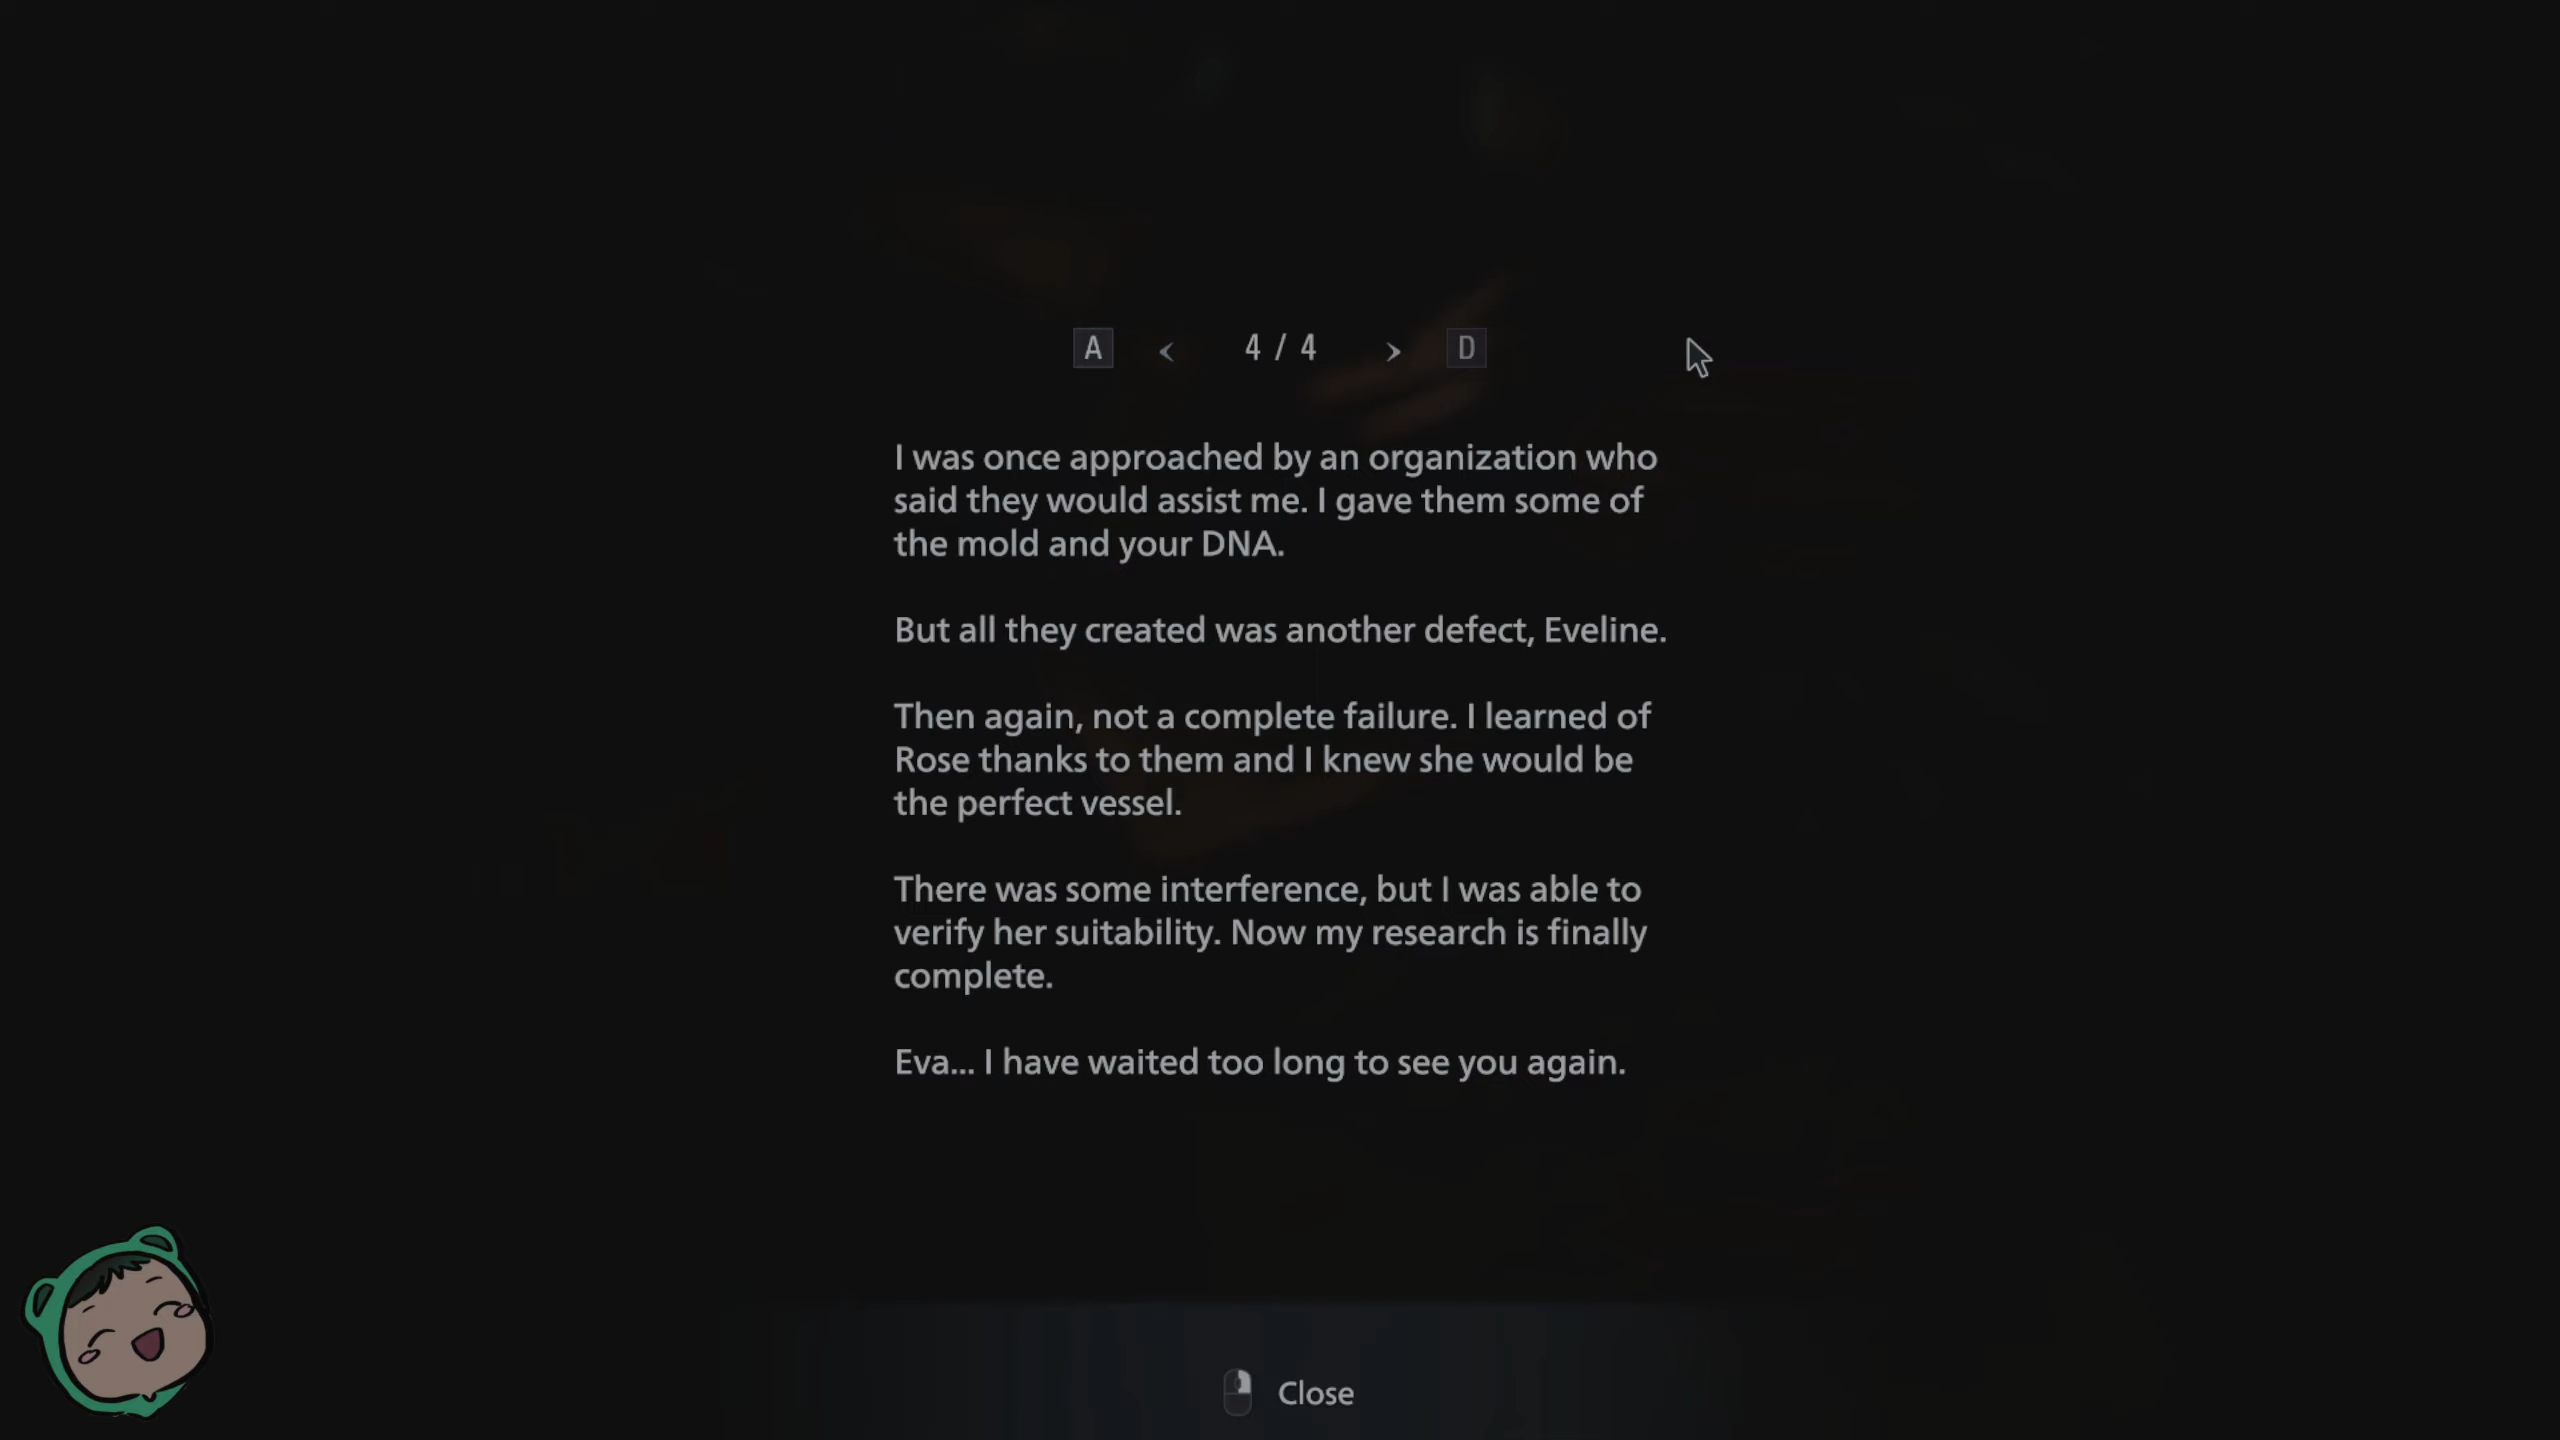 A < 4 / 4 > D
I was once approached by an organization who
said they would assist me. I gave them some of
the mold and your DNA.
But all they created was another defect, Eveline.
Then again, not a complete failure. I learned of
Rose thanks to them and I knew she would be
the perfect vessel.
There was some interference, but I was able to
verify her suitability. Now my research is finally
complete.
Eva... I have waited too long to see you again.
Close